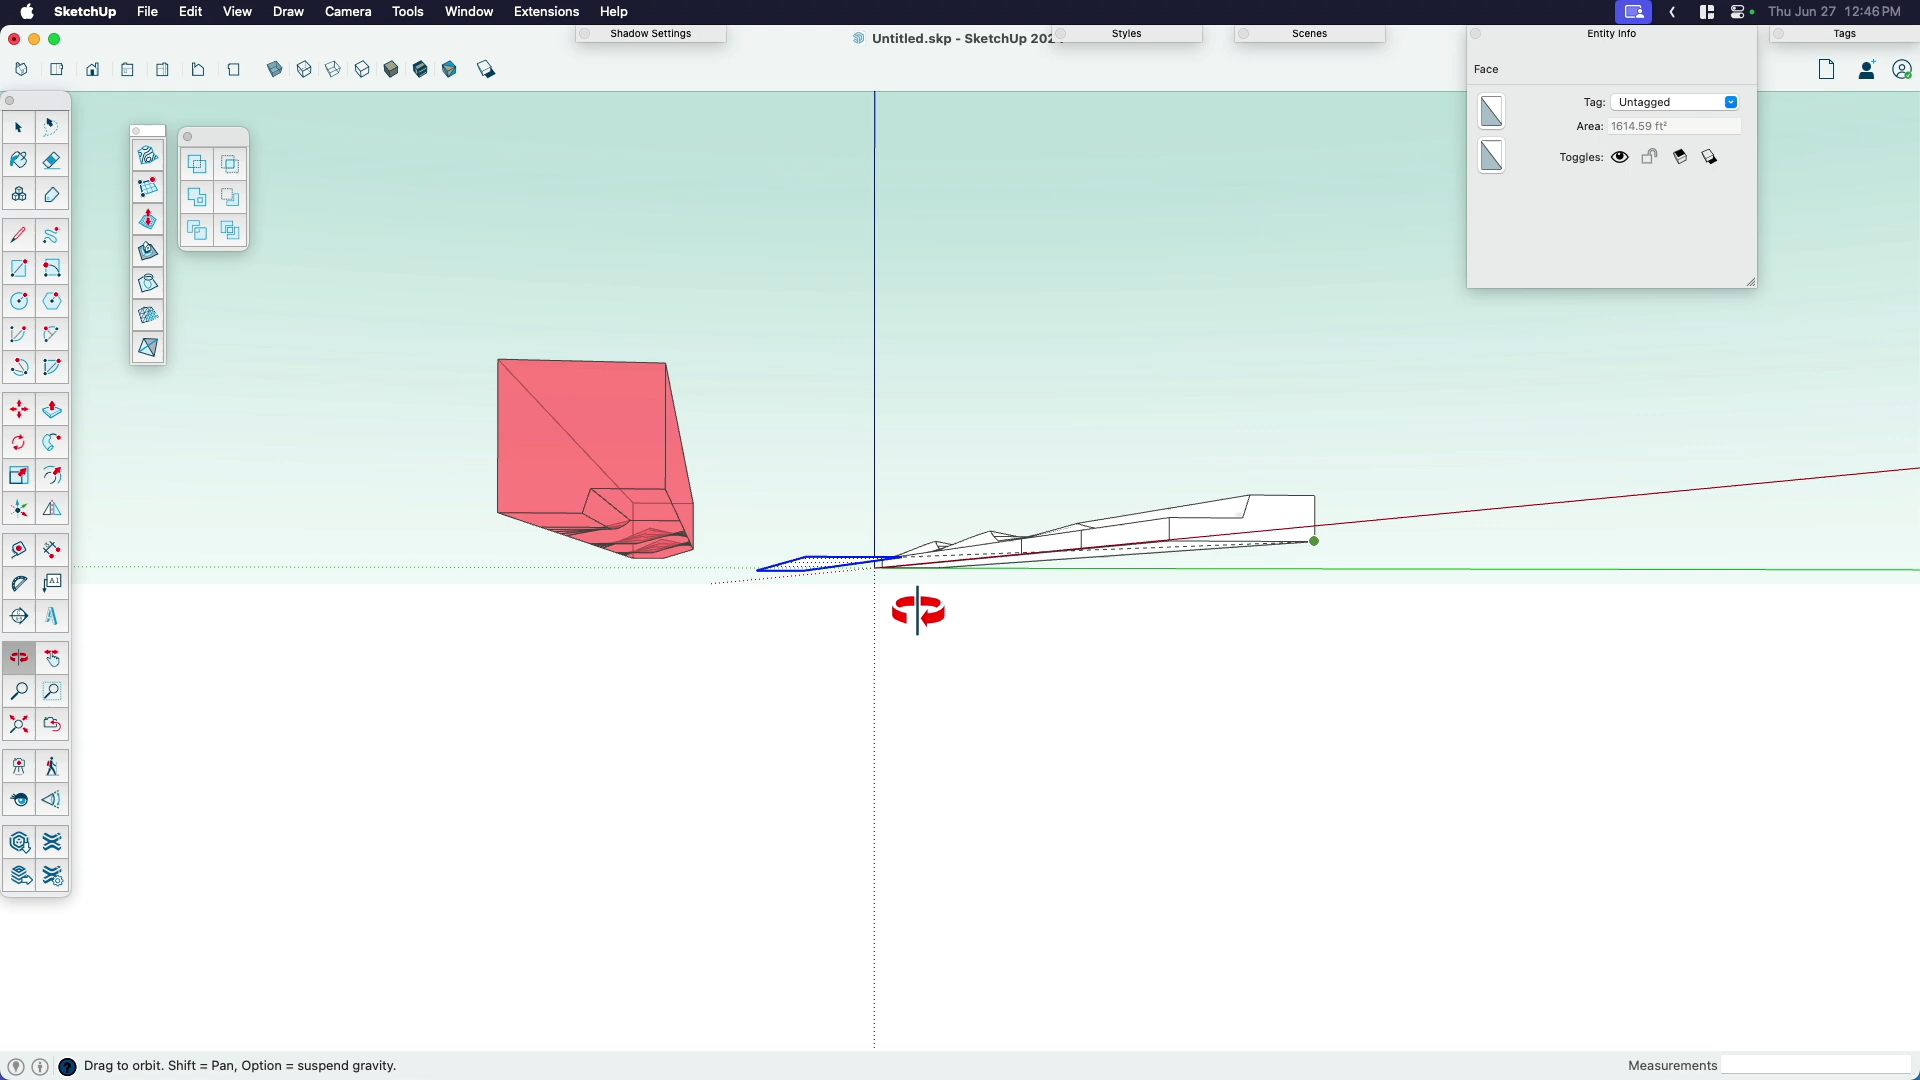 SketchUp File Edit View Draw Camera Tools Window Extensions Help
Thu Jun 27 12:46 PM
Shadow Settings
Untitled.skp - SketchUp 202
Styles
Scenes
Entity Info
Tags
Face
Tag: Untagged
Area: 1614.59 ft²
Toggles:
A1
Drag to orbit. Shift = Pan, Option = suspend gravity.
Measurements